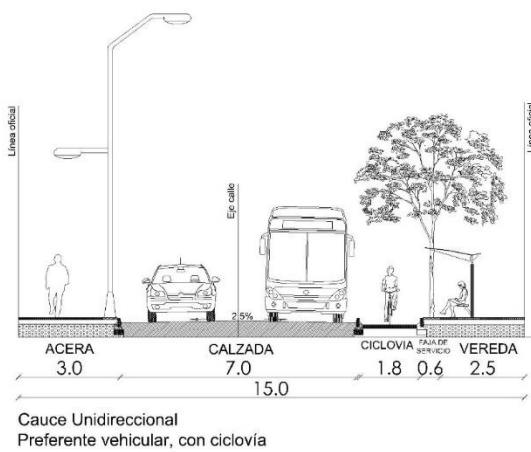 Línea oficial
Eje calle
Línea oficial
2.5%
ACERA
CALZADA
CICLOVIA
FAJA DE
SERVICIO
VEREDA
3.0
7.0
1.8
0.6
2.5
15.0
Cauce Unidireccional
Preferente vehicular, con ciclovía